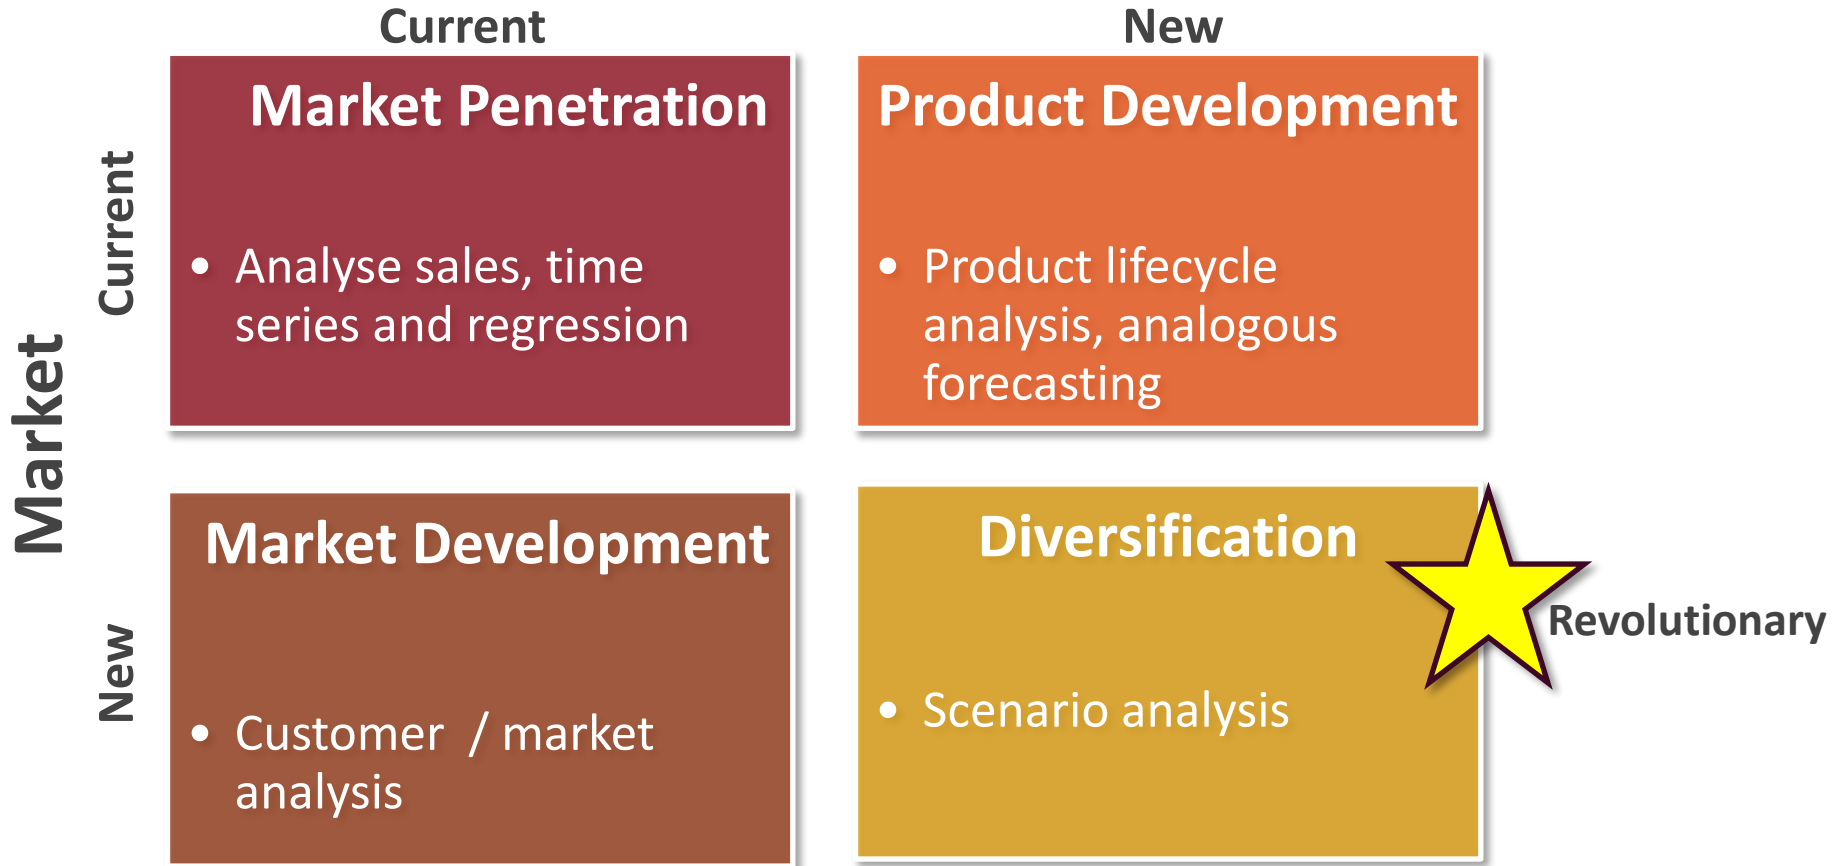 Current
New
Market
Current
Market Penetration
• Analyse sales, time
series and regression
Product Development
• Product lifecycle
analysis, analogous
forecasting
New
Market Development
• Customer / market
analysis
Diversification
• Scenario analysis
Revolutionary